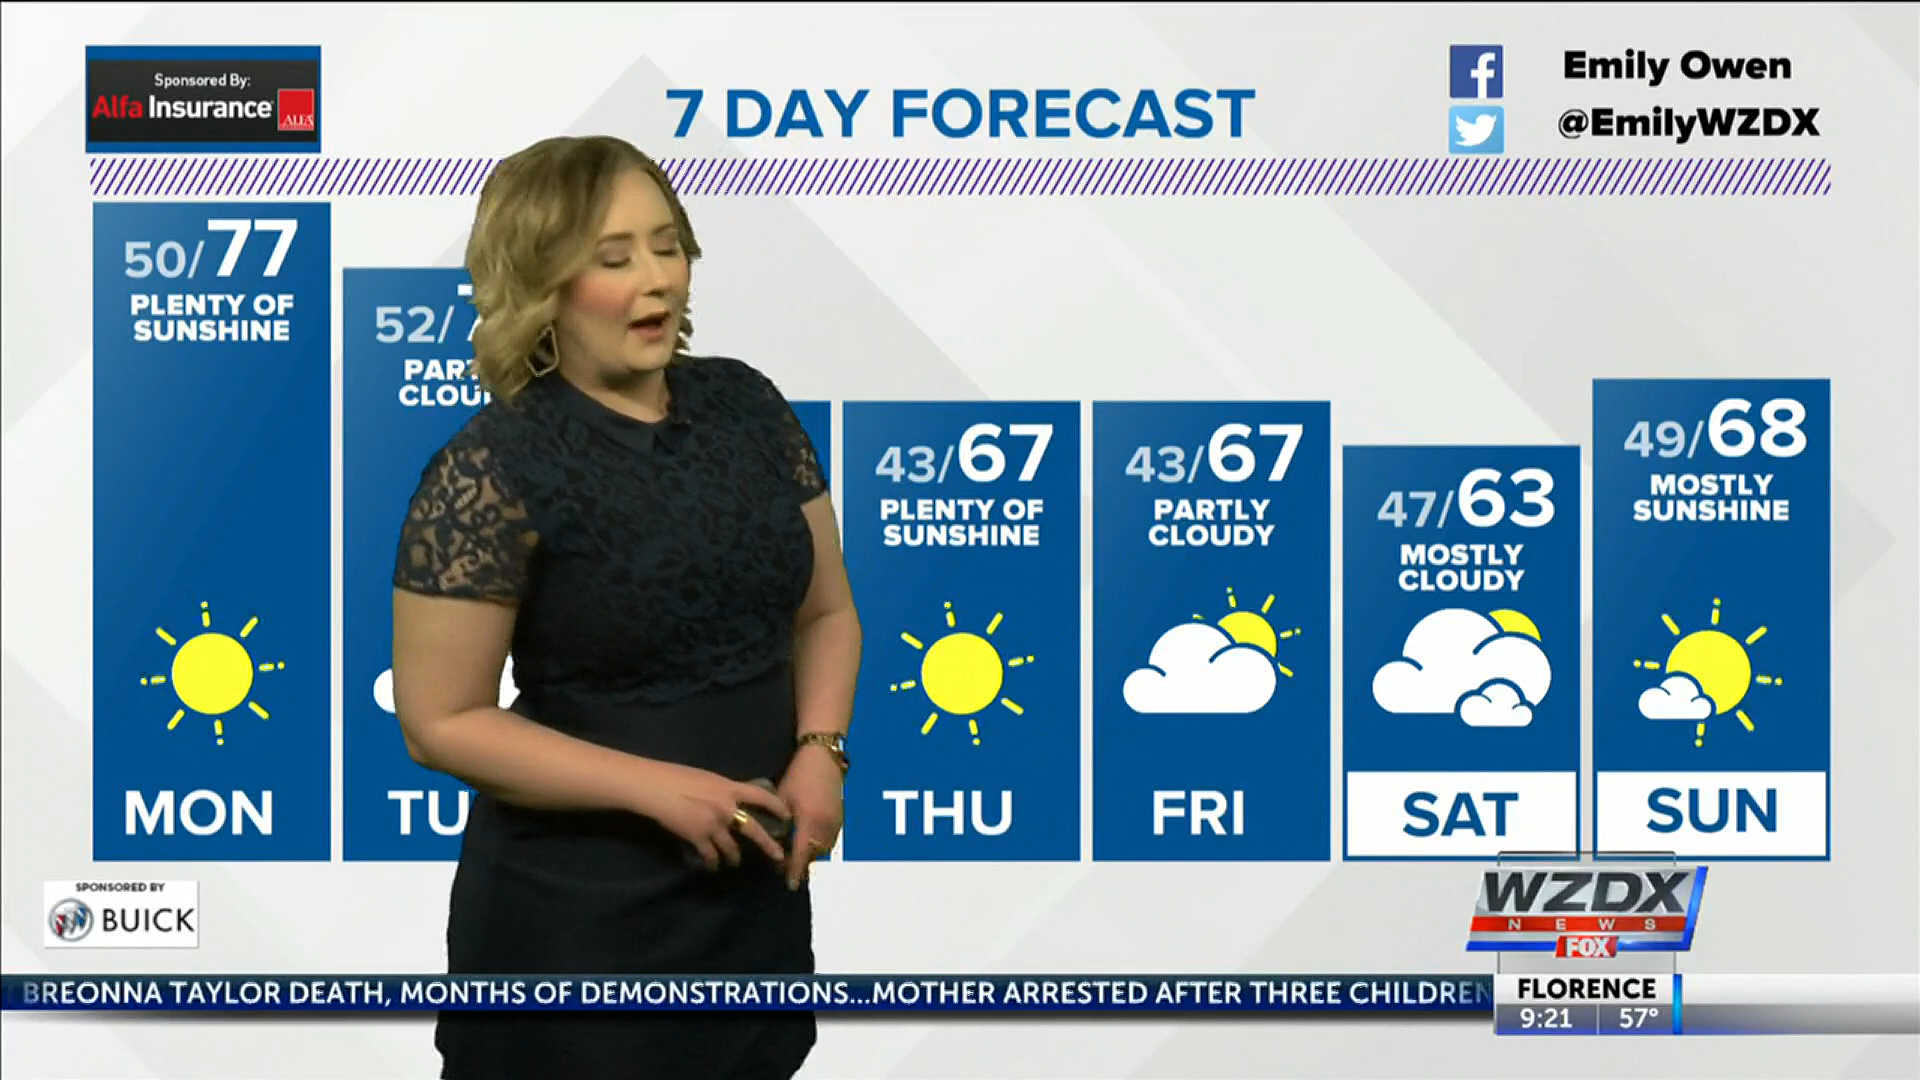 Sponsored By:
Alfa Insurance
ALFA
7 DAY FORECAST
Emily Owen
@EmilyWZDX
50/77
PLENTY OF
SUNSHINE
MON
52/
43/67
PLENTY OF
SUNSHINE
THU
43/67
PARTLY
CLOUDY
FRI
47/63
MOSTLY
CLOUDY
SAT
49/68
MOSTLY
SUNSHINE
SUN
SPONSORED BY
BUICK
WZDX
NEWS
FOX
BREONNA TAYLOR DEATH, MONTHS OF DEMONSTRATIONS...MOTHER ARRESTED AFTER THREE CHILDREN
FLORENCE
9:21 57°